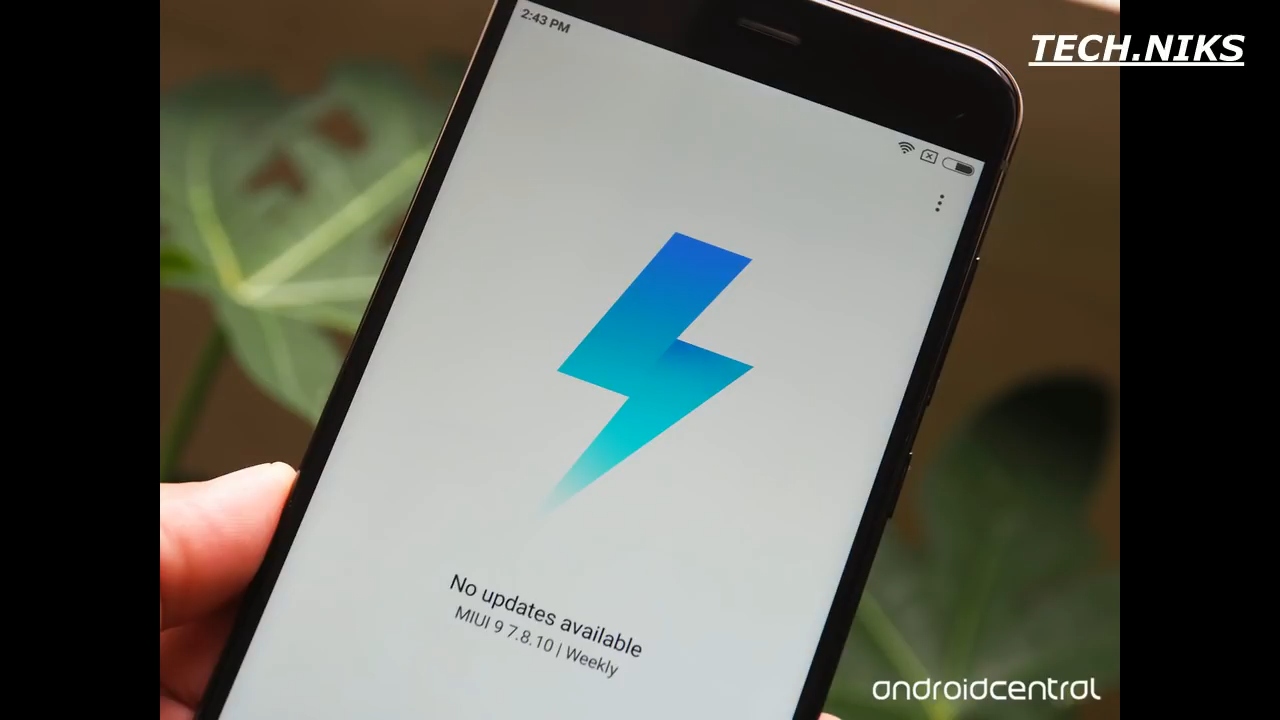 2:43 PM
TECH.NIKS
No updates available
MIUI 9 7.8.10 | Weekly
androidcentral